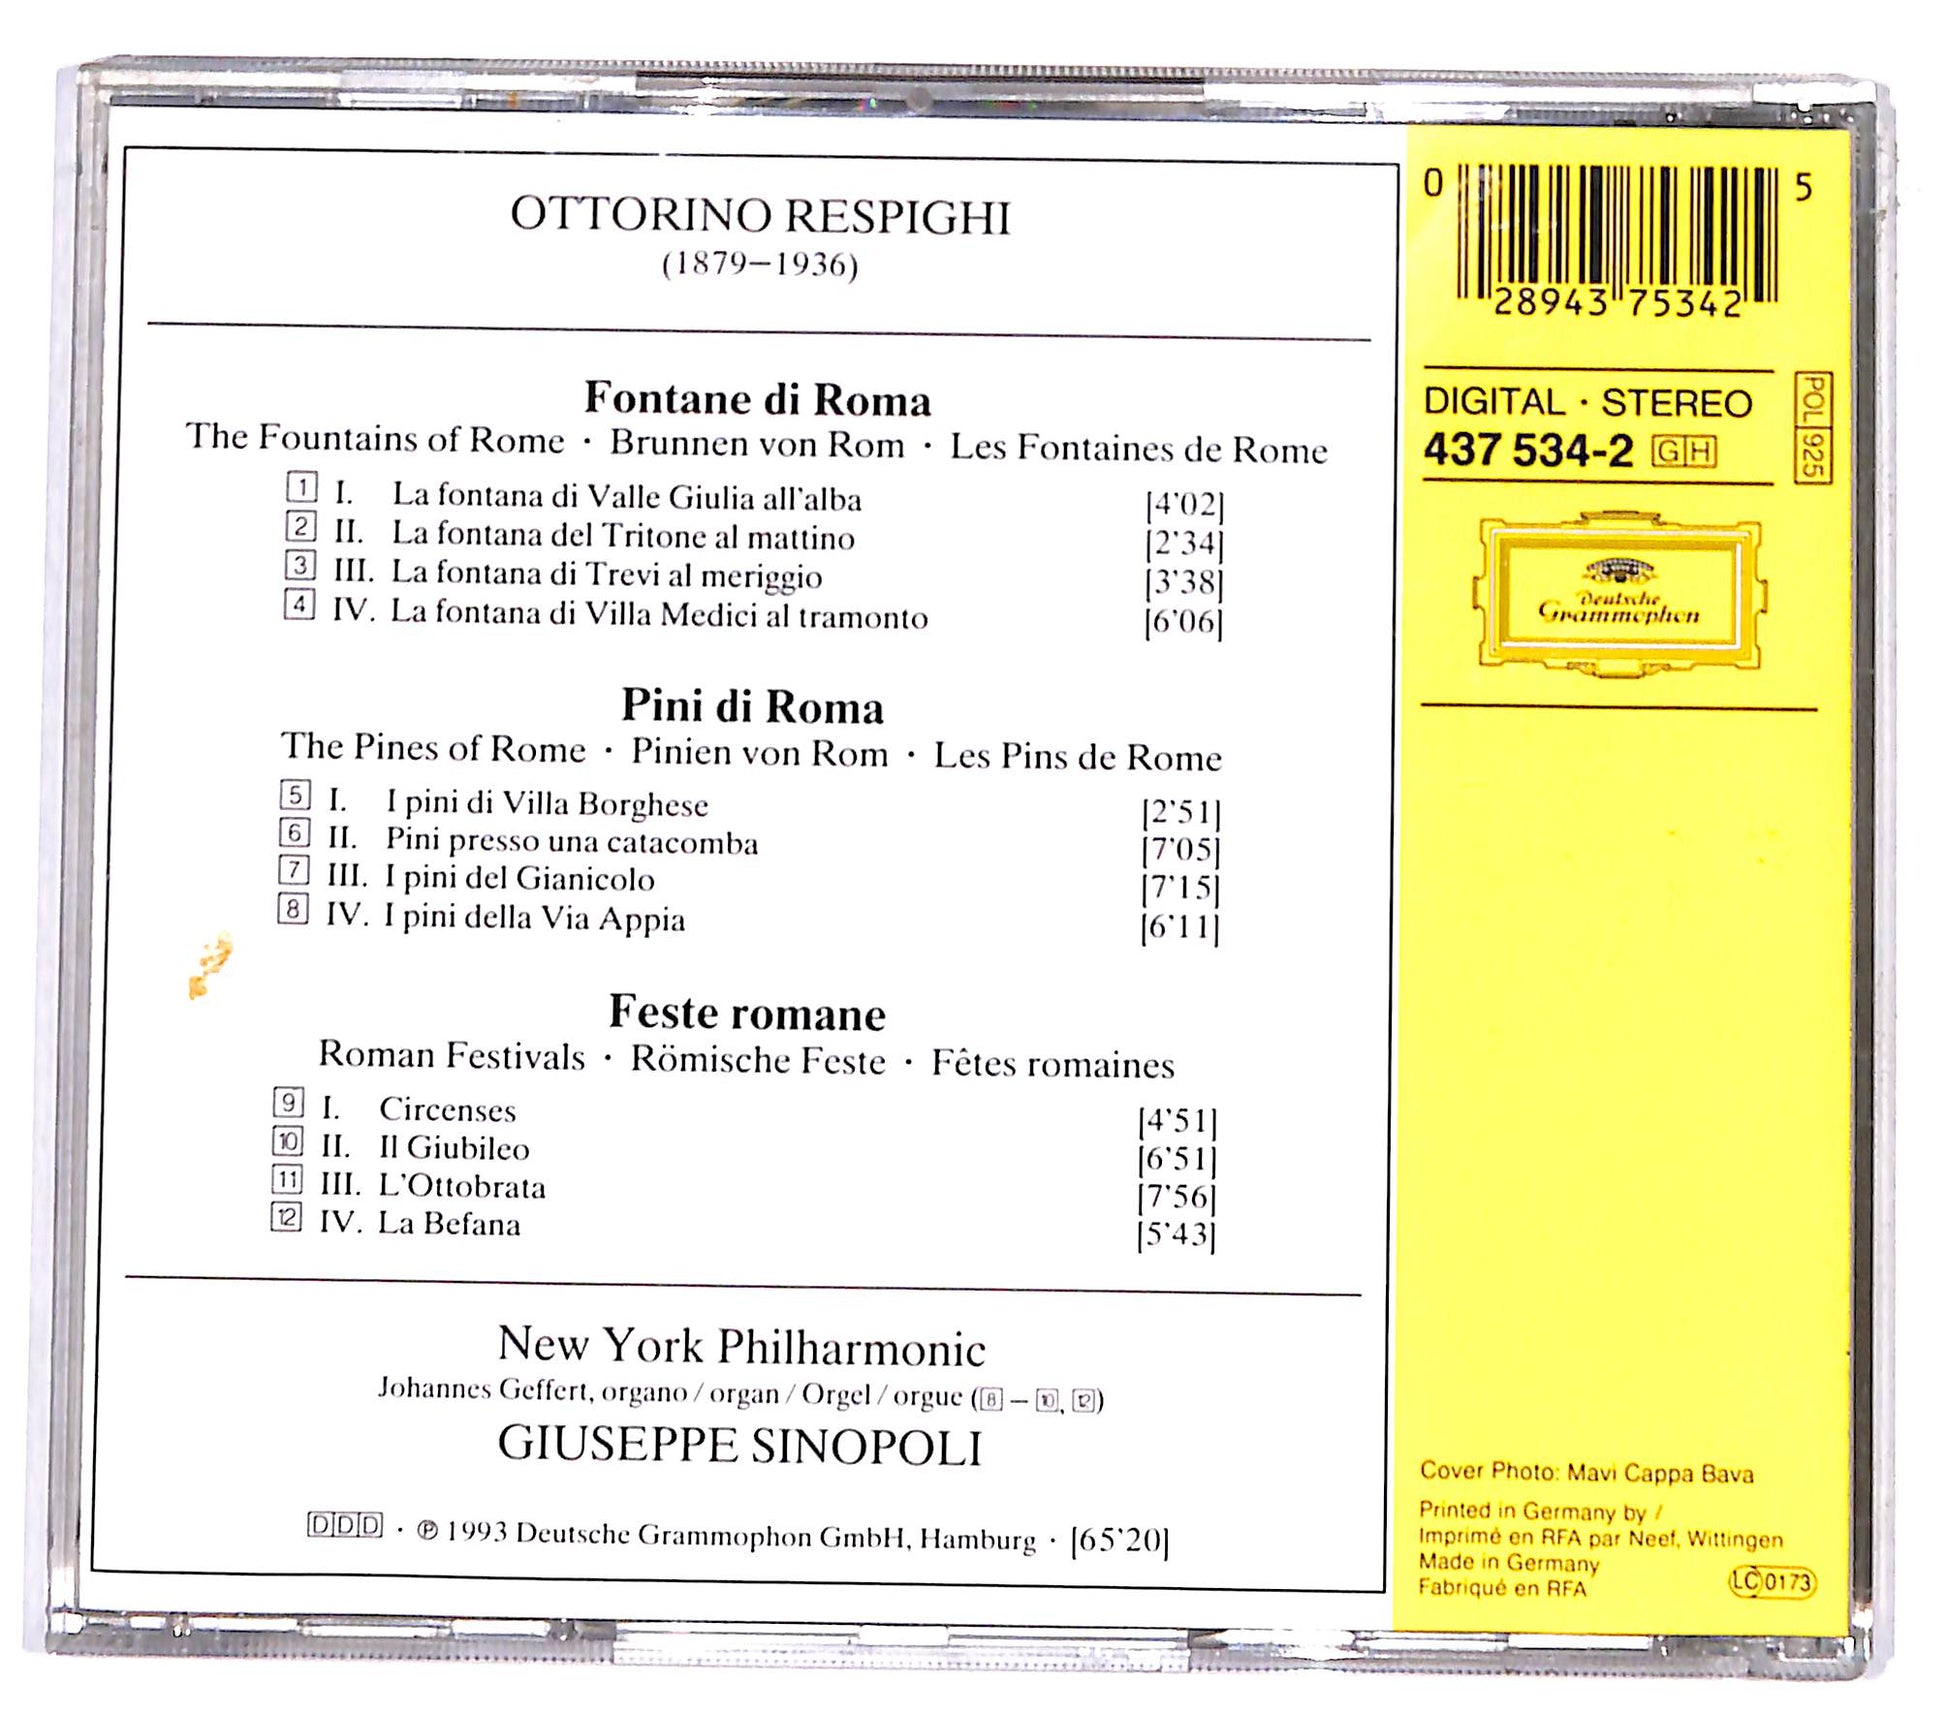 OTTORINO RESPIGHI
(1879–1936)
Fontane di Roma
The Fountains of Rome · Brunnen von Rom · Les Fontaines de Rome
1 I. La fontana di Valle Giulia all'alba [4'02]
2 II. La fontana del Tritone al mattino [2'34]
3 III. La fontana di Trevi al meriggio [3'38]
4 IV. La fontana di Villa Medici al tramonto [6'06]
Pini di Roma
The Pines of Rome · Pinien von Rom · Les Pins de Rome
5 I. I pini di Villa Borghese [2'51]
6 II. Pini presso una catacomba [7'05]
7 III. I pini del Gianicolo [7'15]
8 IV. I pini della Via Appia [6'11]
Feste romane
Roman Festivals · Römische Feste · Fêtes romaines
9 I. Circenses [4'51]
10 II. Il Giubileo [6'51]
11 III. L'Ottobrata [7'56]
12 IV. La Befana [5'43]
New York Philharmonic
Johannes Geffert, organo / organ / Orgel / orgue (8 – 10, 12)
GIUSEPPE SINOPOLI
DDD · ℗ 1993 Deutsche Grammophon GmbH, Hamburg · [65'20]
0 28943 75342 5
DIGITAL · STEREO
437 534-2 GH
POL 925
Deutsche
Grammophon
Cover Photo: Mavi Cappa Bava
Printed in Germany by /
Imprimé en RFA par Neef, Wittingen
Made in Germany
Fabriqué en RFA
LC 0173